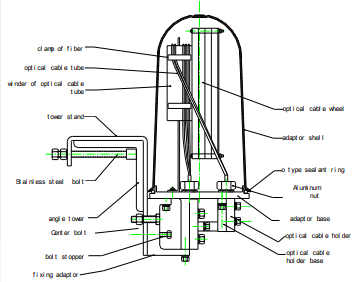 clamp of fiber
optical cable tube
winder of optical cable
tube
tower stand
Stainless steel bolt
angle tower
Center bolt
bolt stopper
fixing adaptor
optical cable wheel
adaptor shell
o type sealant ring
Aluminum
nut
adaptor base
optical cable holder
optical cable
holder base